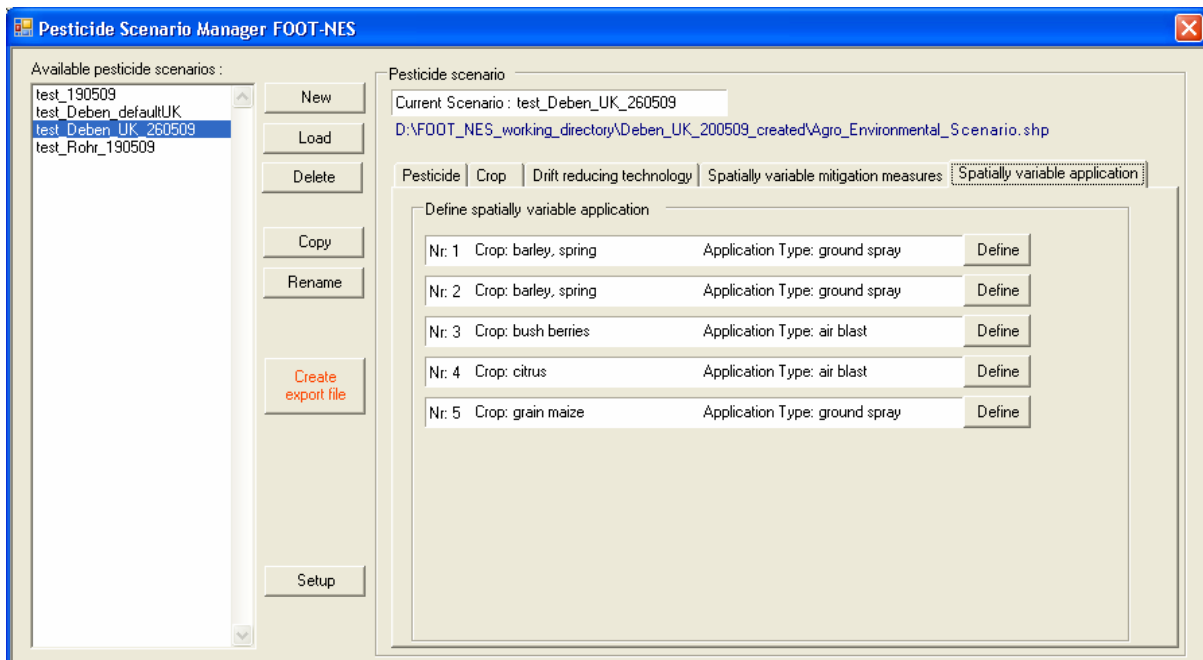 Pesticide Scenario Manager FOOT-NES
Available pesticide scenarios :
test_190509
test_Deben_defaultUK
test_Deben_UK_260509
test_Rohr_190509
New
Load
Delete
Copy
Rename
Create
export file
Setup
Pesticide scenario
Current Scenario : test_Deben_UK_260509
D:\FOOT_NES_working_directory\Deben_UK_200509_created\Agro_Environmental_Scenario.shp
Pesticide Crop Drift reducing technology Spatially variable mitigation measures Spatially variable application
Define spatially variable application
Nr: 1 Crop: barley, spring Application Type: ground spray Define
Nr: 2 Crop: barley, spring Application Type: ground spray Define
Nr: 3 Crop: bush berries Application Type: air blast Define
Nr: 4 Crop: citrus Application Type: air blast Define
Nr: 5 Crop: grain maize Application Type: ground spray Define